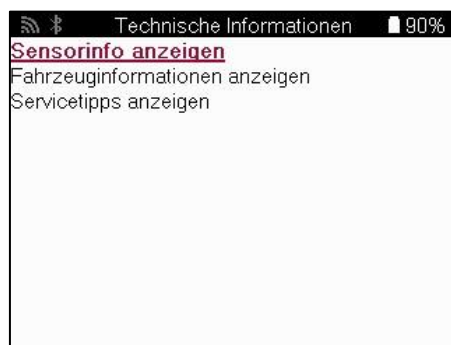 Technische Informationen 90%
Sensorinfo anzeigen
Fahrzeuginformationen anzeigen
Servicetipps anzeigen